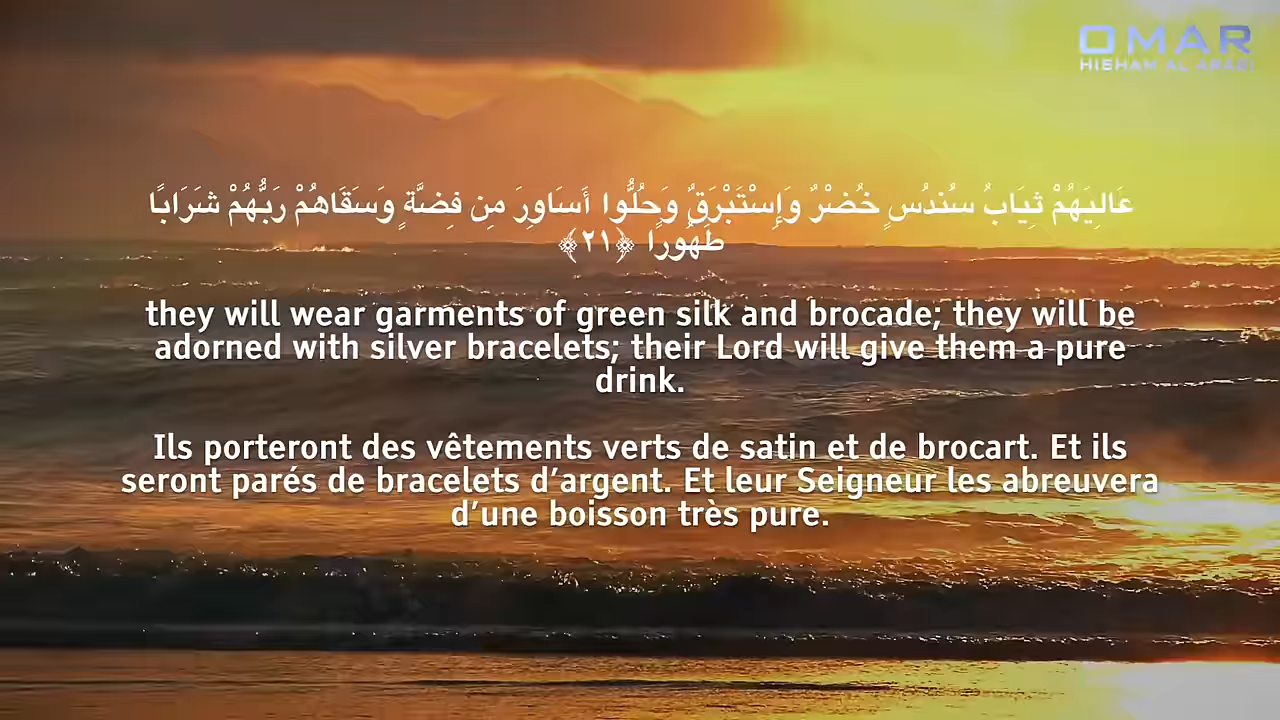 OMAR
HISHAM AL ARABI
عَالِيَهُمْ ثِيَابُ سُندُسٍ خُضْرٌ وَإِسْتَبْرَقٌ وَحُلُّوا أَسَاوِرَ مِن فِضَّةٍ وَسَقَاهُمْ رَبُّهُمْ شَرَابًا
طَهُورًا ﴿٢١﴾
they will wear garments of green silk and brocade; they will be
adorned with silver bracelets; their Lord will give them a pure
drink.
Ils porteront des vêtements verts de satin et de brocart. Et ils
seront parés de bracelets d’argent. Et leur Seigneur les abreuvera
d’une boisson très pure.